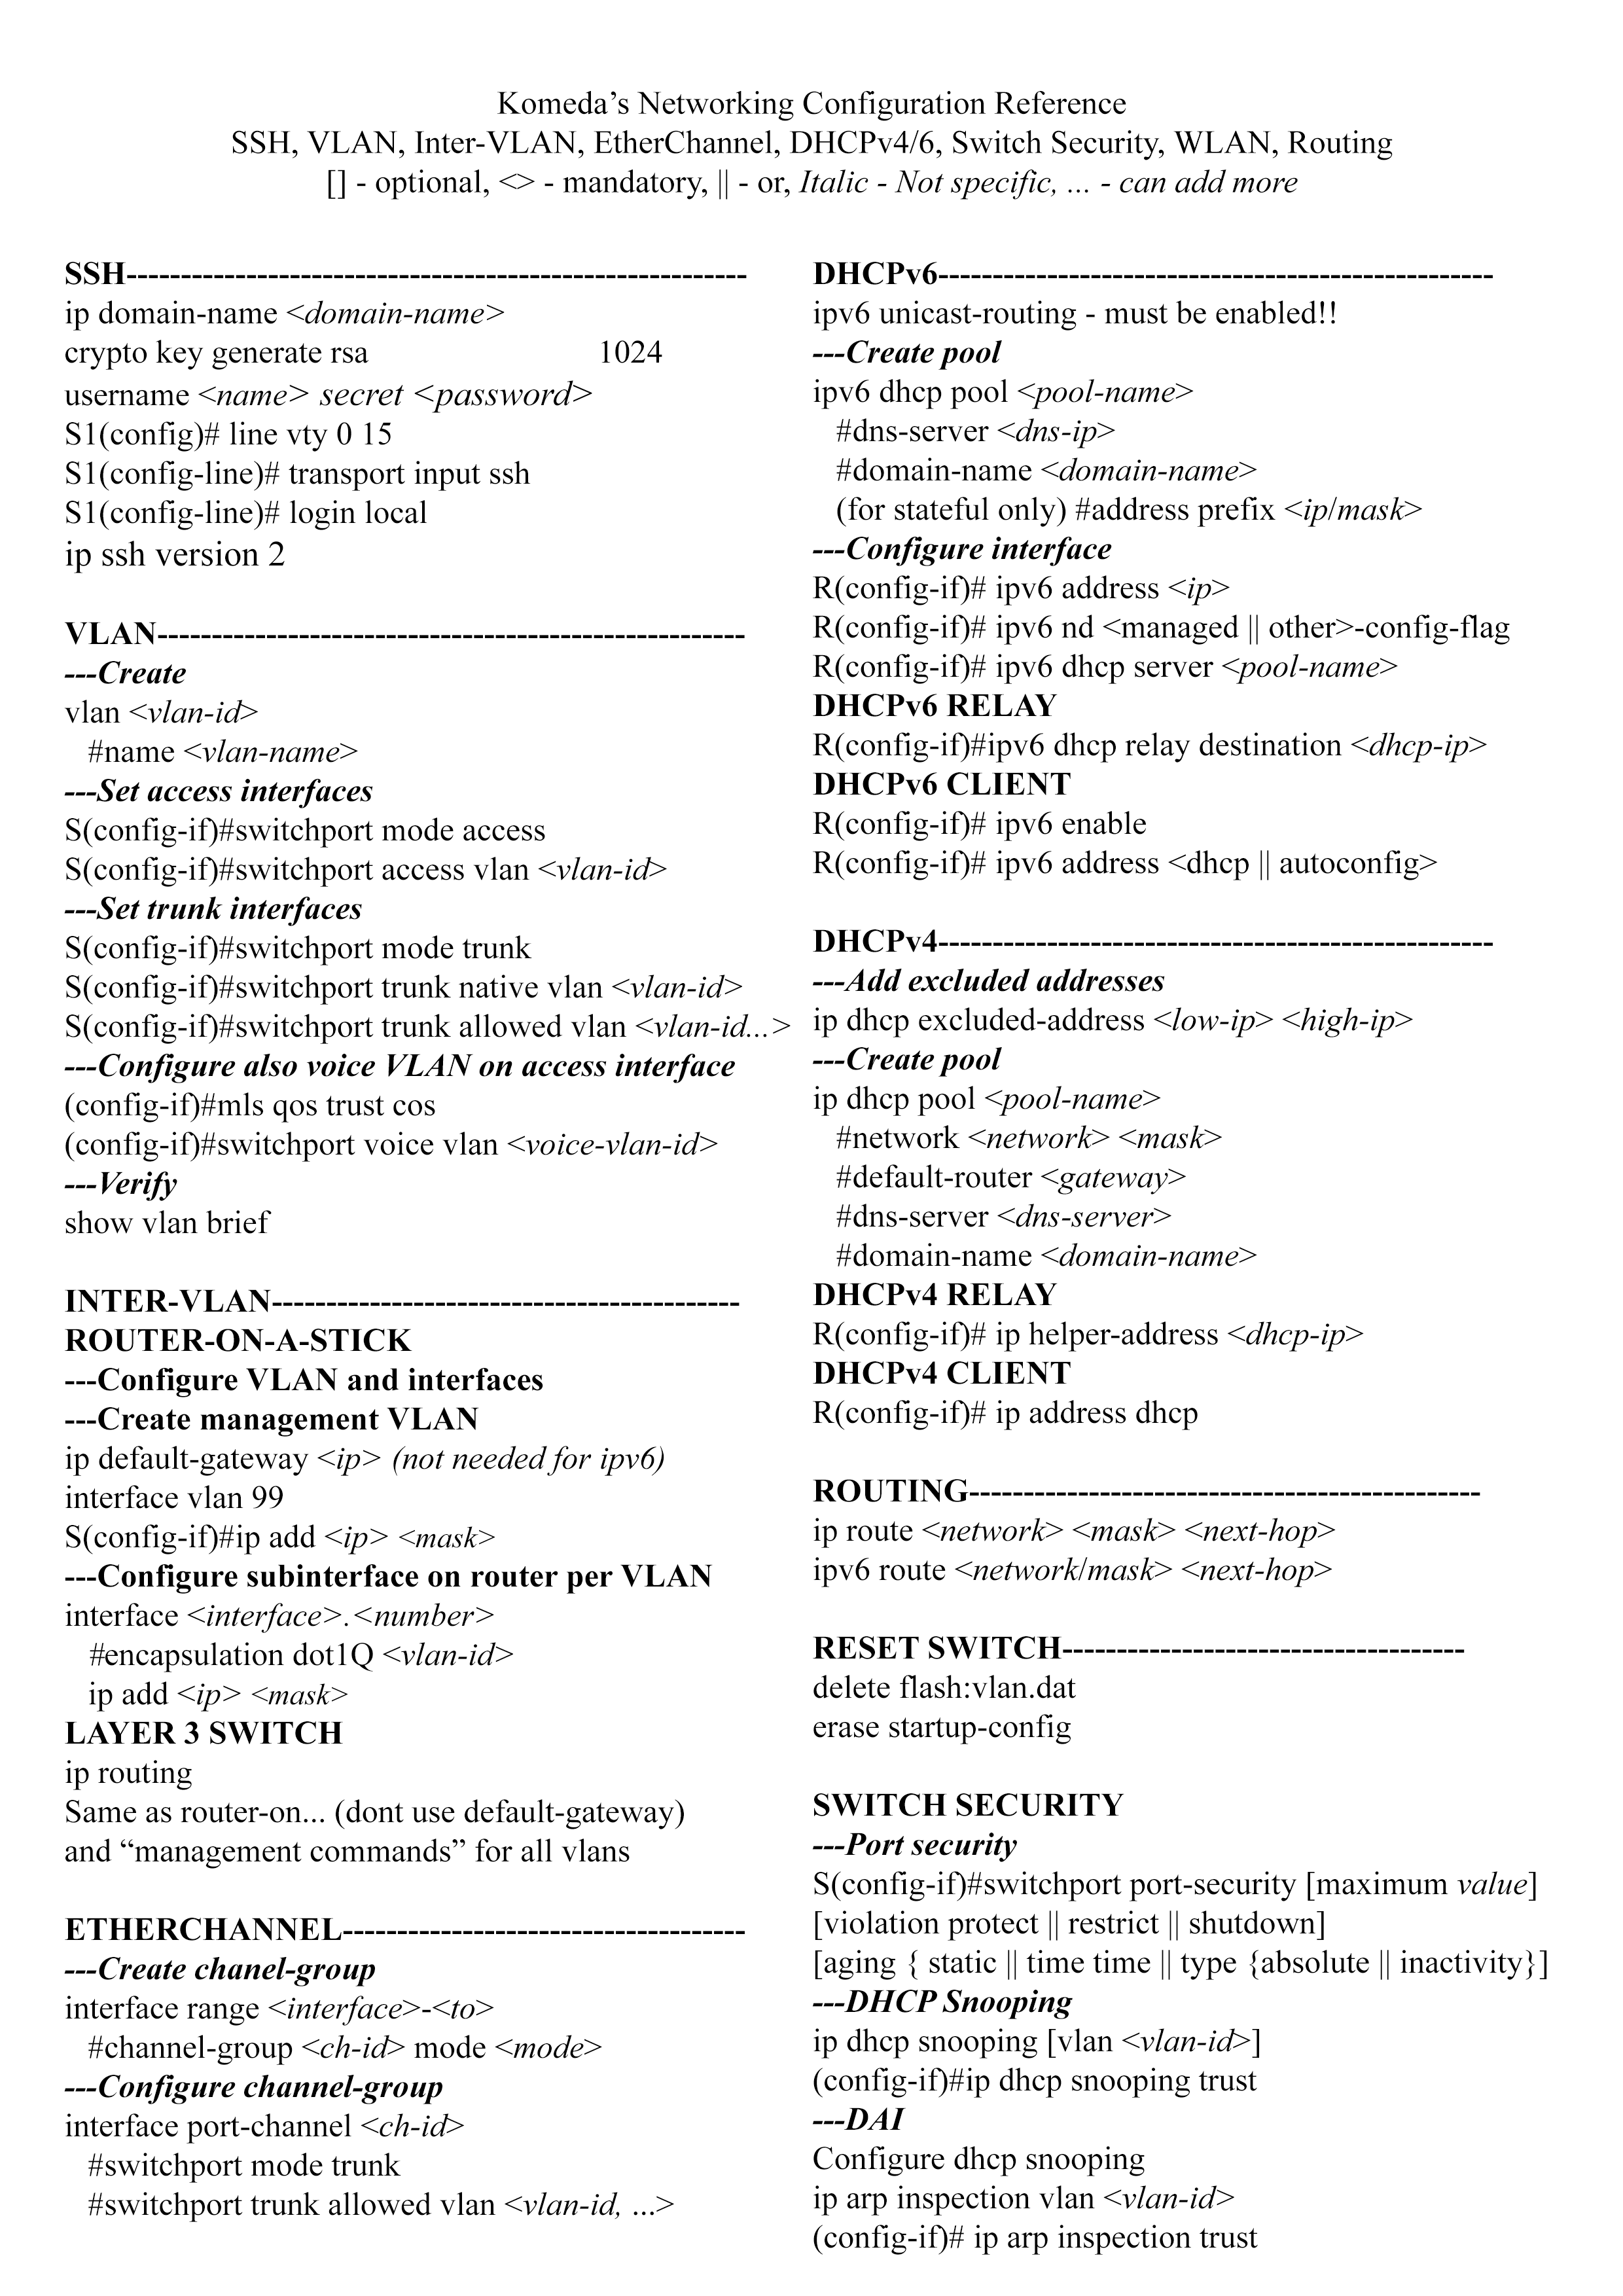 Komeda’s Networking Configuration Reference
SSH, VLAN, Inter-VLAN, EtherChannel, DHCPv4/6, Switch Security, WLAN, Routing
[] - optional, <> - mandatory, || - or, Italic - Not specific, ... - can add more
SSH---------------------------------------------------------
ip domain-name <domain-name>
crypto key generate rsa 1024
username <name> secret <password>
S1(config)# line vty 0 15
S1(config-line)# transport input ssh
S1(config-line)# login local
ip ssh version 2
VLAN------------------------------------------------------
---Create
vlan <vlan-id>
#name <vlan-name>
---Set access interfaces
S(config-if)#switchport mode access
S(config-if)#switchport access vlan <vlan-id>
---Set trunk interfaces
S(config-if)#switchport mode trunk
S(config-if)#switchport trunk native vlan <vlan-id>
S(config-if)#switchport trunk allowed vlan <vlan-id...>
---Configure also voice VLAN on access interface
(config-if)#mls qos trust cos
(config-if)#switchport voice vlan <voice-vlan-id>
---Verify
show vlan brief
INTER-VLAN-------------------------------------------
ROUTER-ON-A-STICK
---Configure VLAN and interfaces
---Create management VLAN
ip default-gateway <ip> (not needed for ipv6)
interface vlan 99
S(config-if)#ip add <ip> <mask>
---Configure subinterface on router per VLAN
interface <interface>.<number>
#encapsulation dot1Q <vlan-id>
ip add <ip> <mask>
LAYER 3 SWITCH
ip routing
Same as router-on... (dont use default-gateway)
and “management commands” for all vlans
ETHERCHANNEL-------------------------------------
---Create chanel-group
interface range <interface>-<to>
#channel-group <ch-id> mode <mode>
---Configure channel-group
interface port-channel <ch-id>
#switchport mode trunk
#switchport trunk allowed vlan <vlan-id, ...>
DHCPv6---------------------------------------------------
ipv6 unicast-routing - must be enabled!!
---Create pool
ipv6 dhcp pool <pool-name>
#dns-server <dns-ip>
#domain-name <domain-name>
(for stateful only) #address prefix <ip/mask>
---Configure interface
R(config-if)# ipv6 address <ip>
R(config-if)# ipv6 nd <managed || other>-config-flag
R(config-if)# ipv6 dhcp server <pool-name>
DHCPv6 RELAY
R(config-if)#ipv6 dhcp relay destination <dhcp-ip>
DHCPv6 CLIENT
R(config-if)# ipv6 enable
R(config-if)# ipv6 address <dhcp || autoconfig>
DHCPv4---------------------------------------------------
---Add excluded addresses
ip dhcp excluded-address <low-ip> <high-ip>
---Create pool
ip dhcp pool <pool-name>
#network <network> <mask>
#default-router <gateway>
#dns-server <dns-server>
#domain-name <domain-name>
DHCPv4 RELAY
R(config-if)# ip helper-address <dhcp-ip>
DHCPv4 CLIENT
R(config-if)# ip address dhcp
ROUTING-----------------------------------------------
ip route <network> <mask> <next-hop>
ipv6 route <network/mask> <next-hop>
RESET SWITCH-------------------------------------
delete flash:vlan.dat
erase startup-config
SWITCH SECURITY
---Port security
S(config-if)#switchport port-security [maximum value]
[violation protect || restrict || shutdown]
[aging { static || time time || type {absolute || inactivity}]
---DHCP Snooping
ip dhcp snooping [vlan <vlan-id>]
(config-if)#ip dhcp snooping trust
---DAI
Configure dhcp snooping
ip arp inspection vlan <vlan-id>
(config-if)# ip arp inspection trust